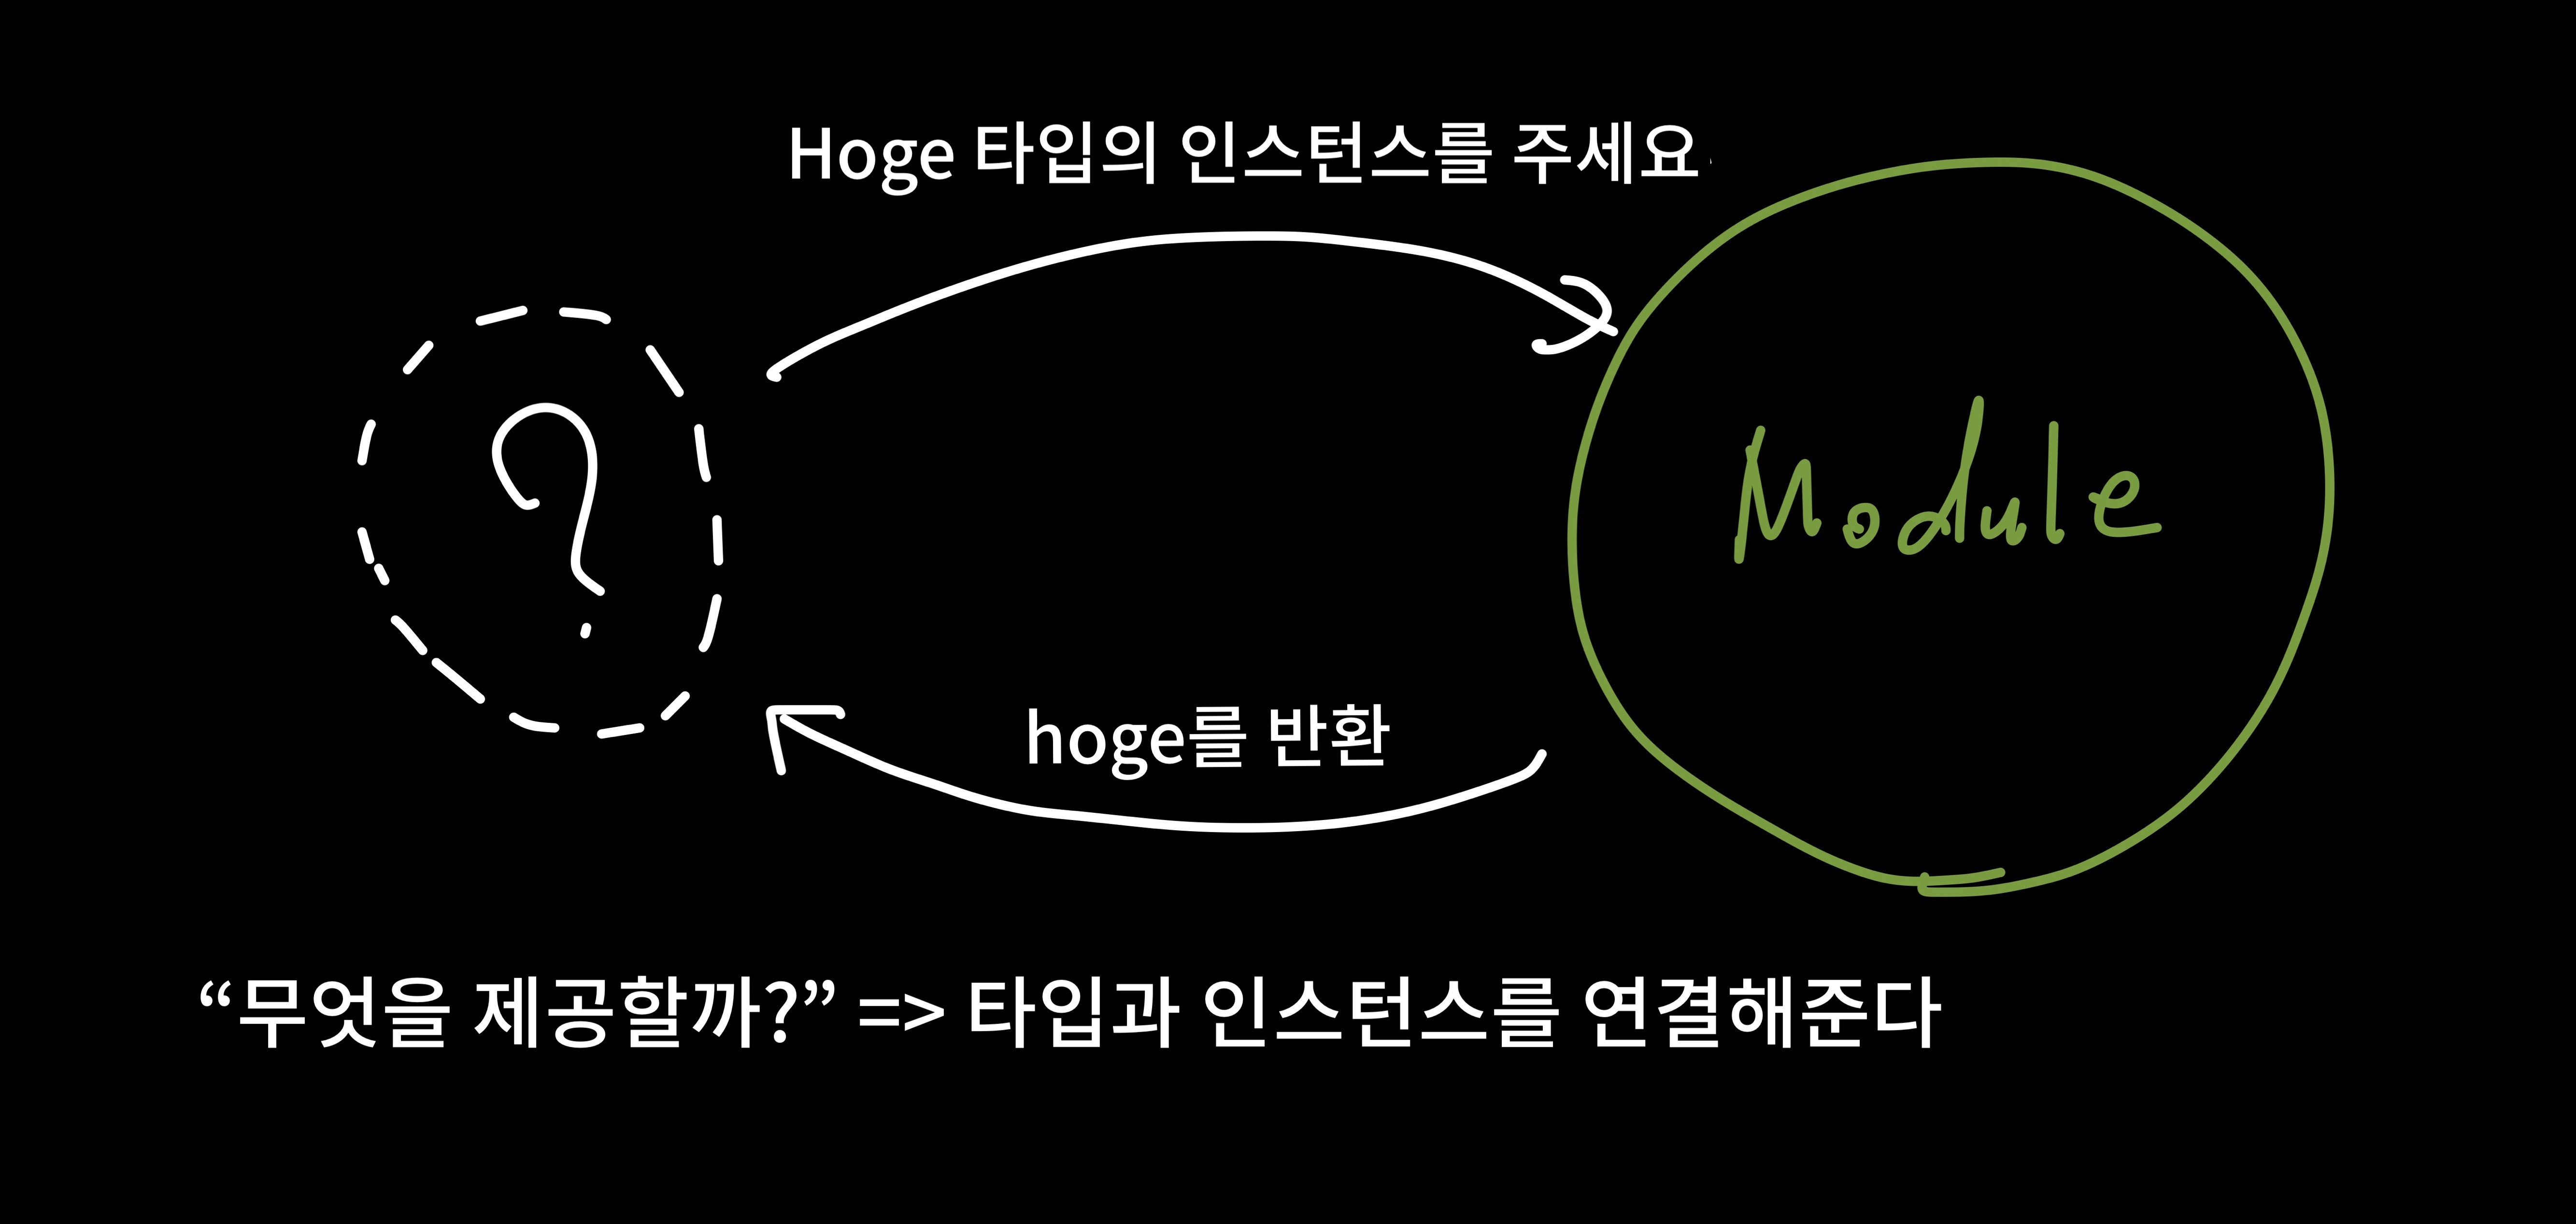 Hoge 타입의 인스턴스를 주세요
?
Module
hoge를 반환
“무엇을 제공할까?” => 타입과 인스턴스를 연결해준다